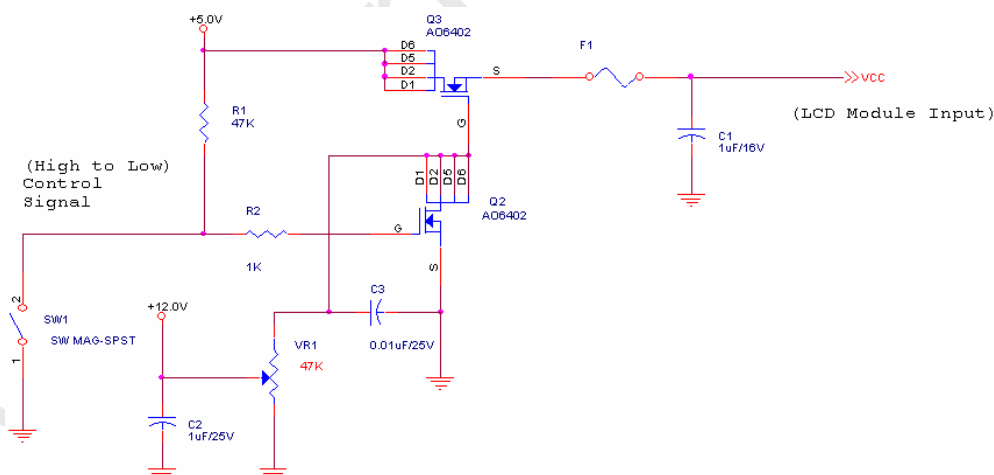 +5.0V
Q3
AO6402
D6
D5
D2
D1
S
G
F1
VCC
(LCD Module Input)
R1
47K
C1
1uF/16V
(High to Low)
Control
Signal
D1
D2
D5
D6
Q2
AO6402
R2
1K
G
S
2
SW1
SW MAG-SPST
1
+12.0V
C3
0.01uF/25V
VR1
47K
C2
1uF/25V